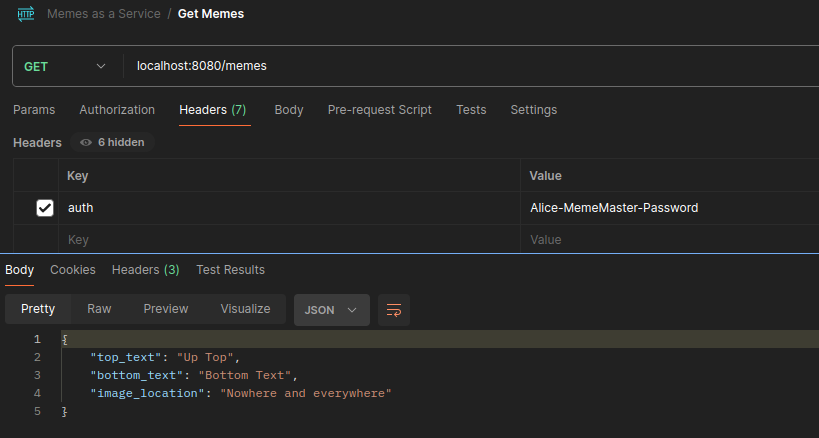 HTTP Memes as a Service / Get Memes
GET localhost:8080/memes
Params Authorization Headers (7) Body Pre-request Script Tests Settings
Headers 6 hidden
Key Value
auth Alice-MemeMaster-Password
Key Value
Body Cookies Headers (3) Test Results
Pretty Raw Preview Visualize JSON
1 {
2 "top_text": "Up Top",
3 "bottom_text": "Bottom Text",
4 "image_location": "Nowhere and everywhere"
5 }